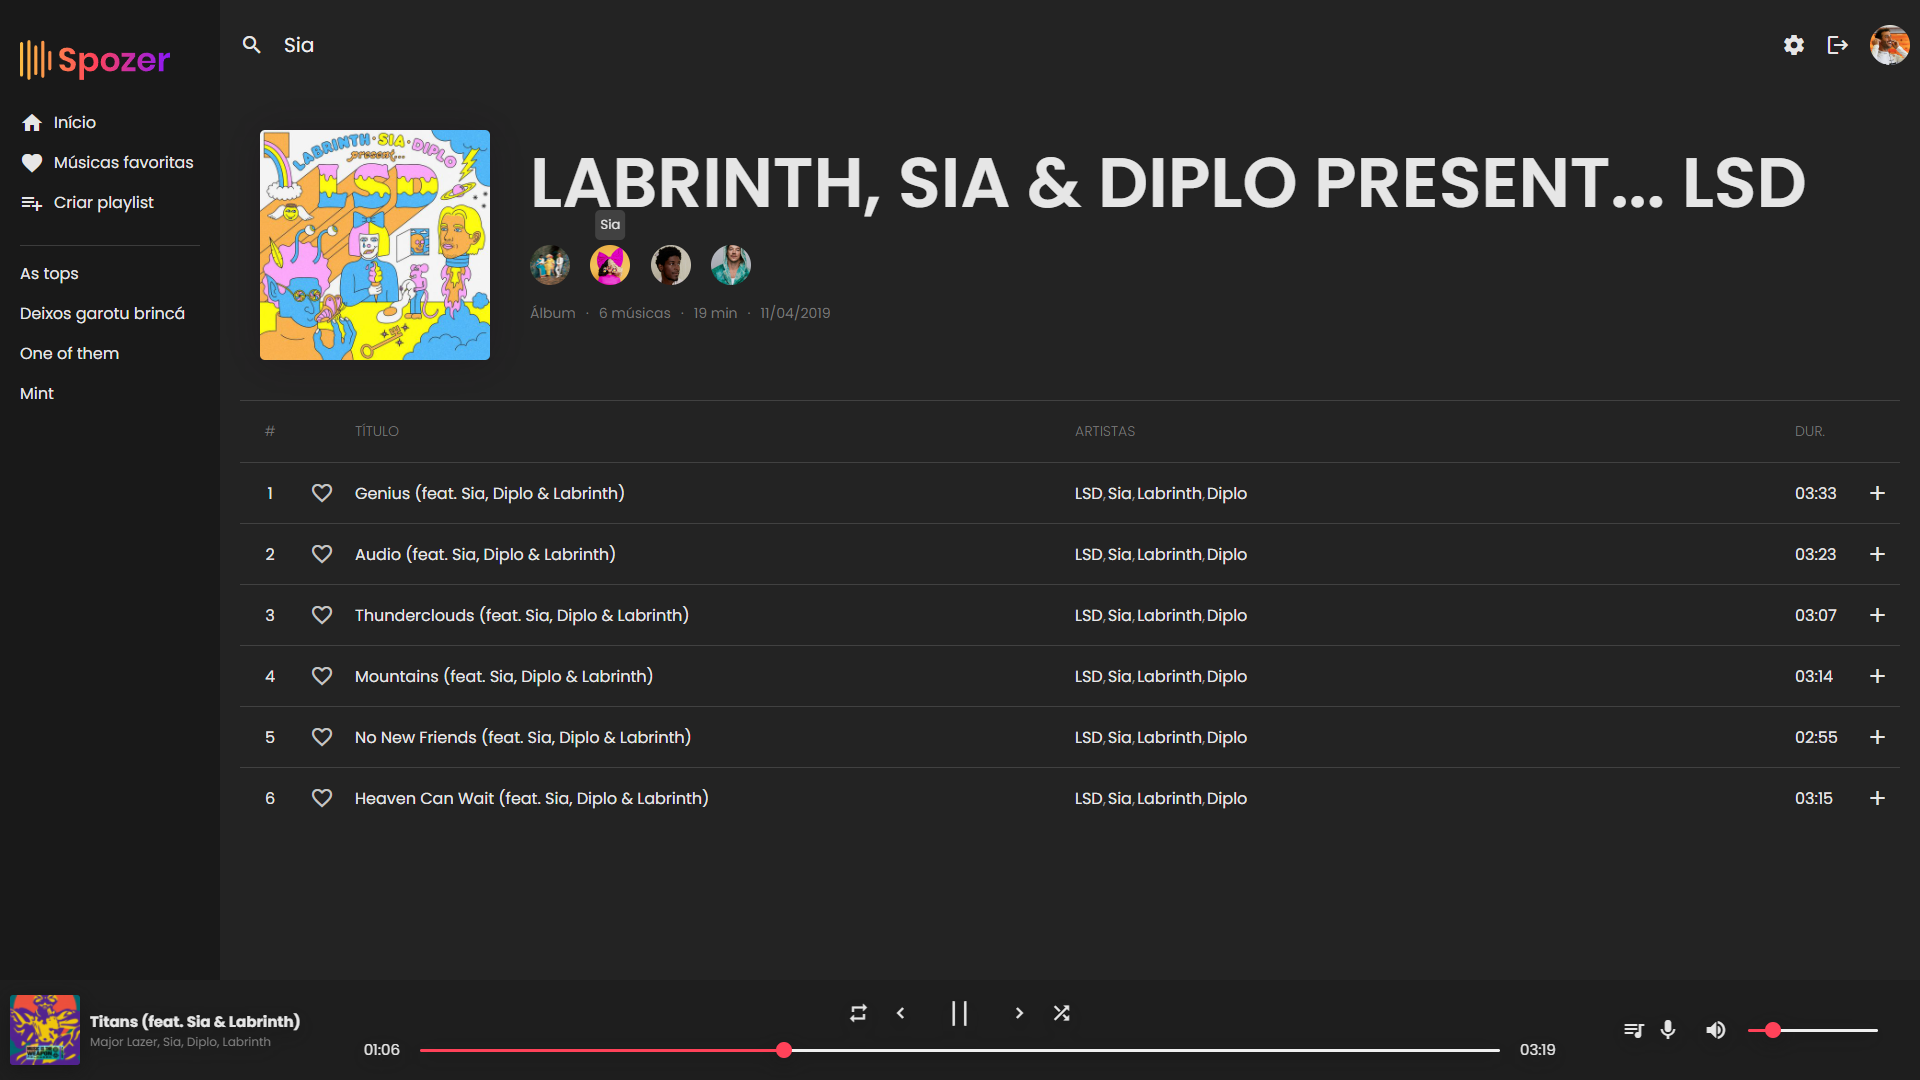 Spozer
Início
Músicas favoritas
Criar playlist
As tops
Deixos garotu brincá
One of them
Mint
Sia
LABRINTH·SIA·DIPLO
present...
LSD
LABRINTH, SIA & DIPLO PRESENT... LSD
Sia
Álbum · 6 músicas · 19 min · 11/04/2019
# TÍTULO ARTISTAS DUR.
1 Genius (feat. Sia, Diplo & Labrinth) LSD, Sia, Labrinth, Diplo 03:33
2 Audio (feat. Sia, Diplo & Labrinth) LSD, Sia, Labrinth, Diplo 03:23
3 Thunderclouds (feat. Sia, Diplo & Labrinth) LSD, Sia, Labrinth, Diplo 03:07
4 Mountains (feat. Sia, Diplo & Labrinth) LSD, Sia, Labrinth, Diplo 03:14
5 No New Friends (feat. Sia, Diplo & Labrinth) LSD, Sia, Labrinth, Diplo 02:55
6 Heaven Can Wait (feat. Sia, Diplo & Labrinth) LSD, Sia, Labrinth, Diplo 03:15
Titans (feat. Sia & Labrinth)
Major Lazer, Sia, Diplo, Labrinth
01:06
03:19